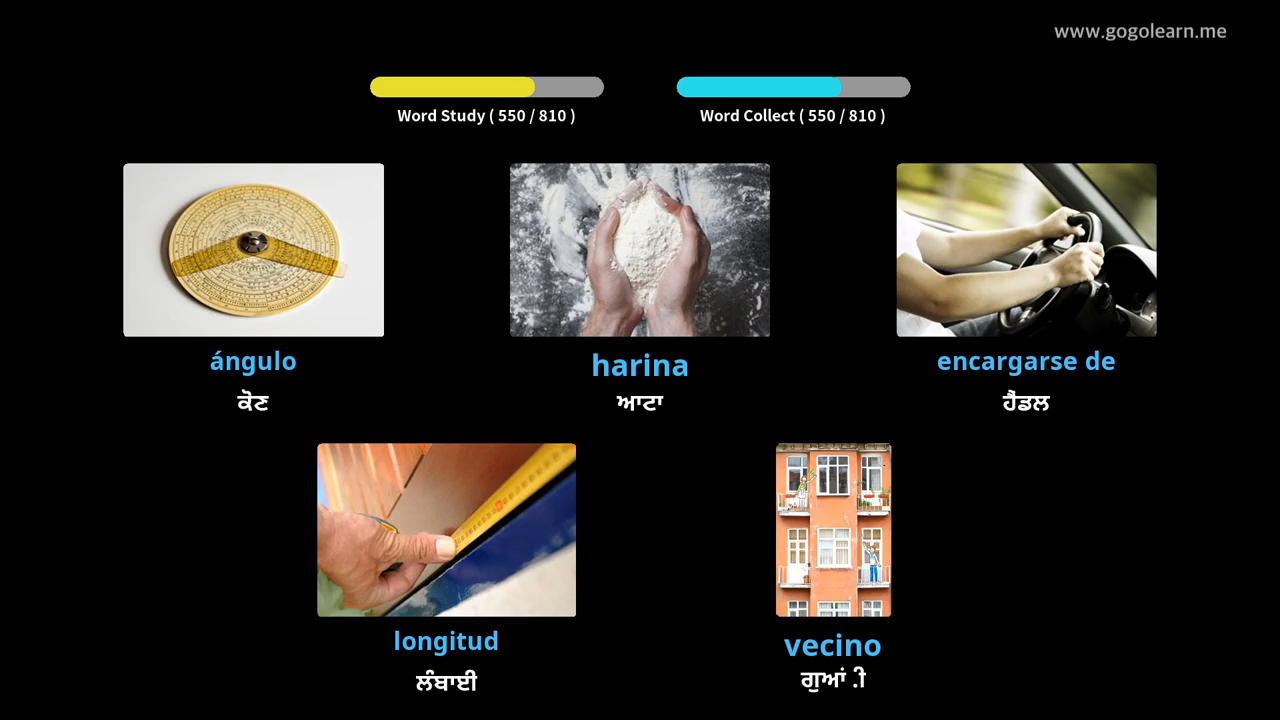 www.gogolearn.me
Word Study ( 550 / 810 )
Word Collect ( 550 / 810 )
ángulo
harina
encargarse de
ਕੋਣ
ਆਟਾ
ਹੈਂਡਲ
longitud
vecino
ਲੰਬਾਈ
ਗੁਆਂ .ੀ